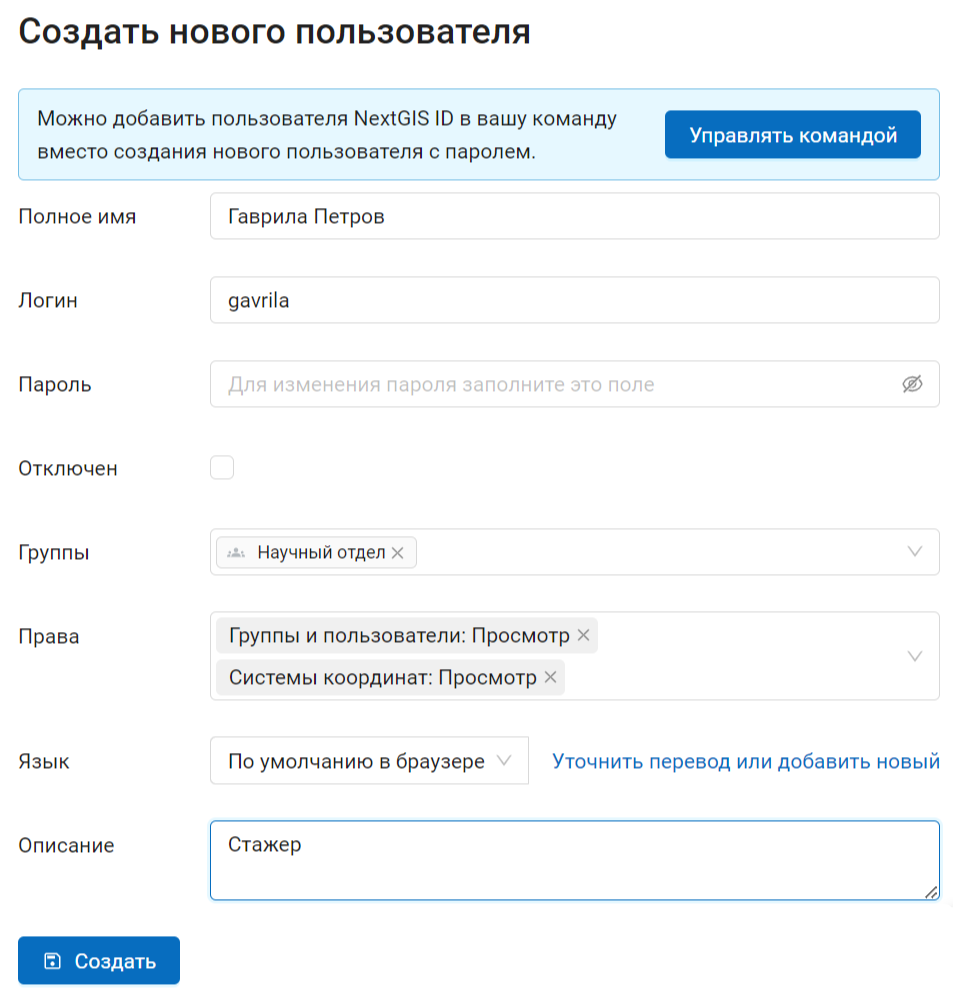 Создать нового пользователя
Можно добавить пользователя NextGIS ID в вашу команду
вместо создания нового пользователя с паролем.
Управлять командой
Полное имя
Гаврила Петров
Логин
gavrila
Пароль
Для изменения пароля заполните это поле
Отключен
Группы
Научный отдел
Права
Группы и пользователи: Просмотр
Системы координат: Просмотр
Язык
По умолчанию в браузере
Уточнить перевод или добавить новый
Описание
Стажер
Создать